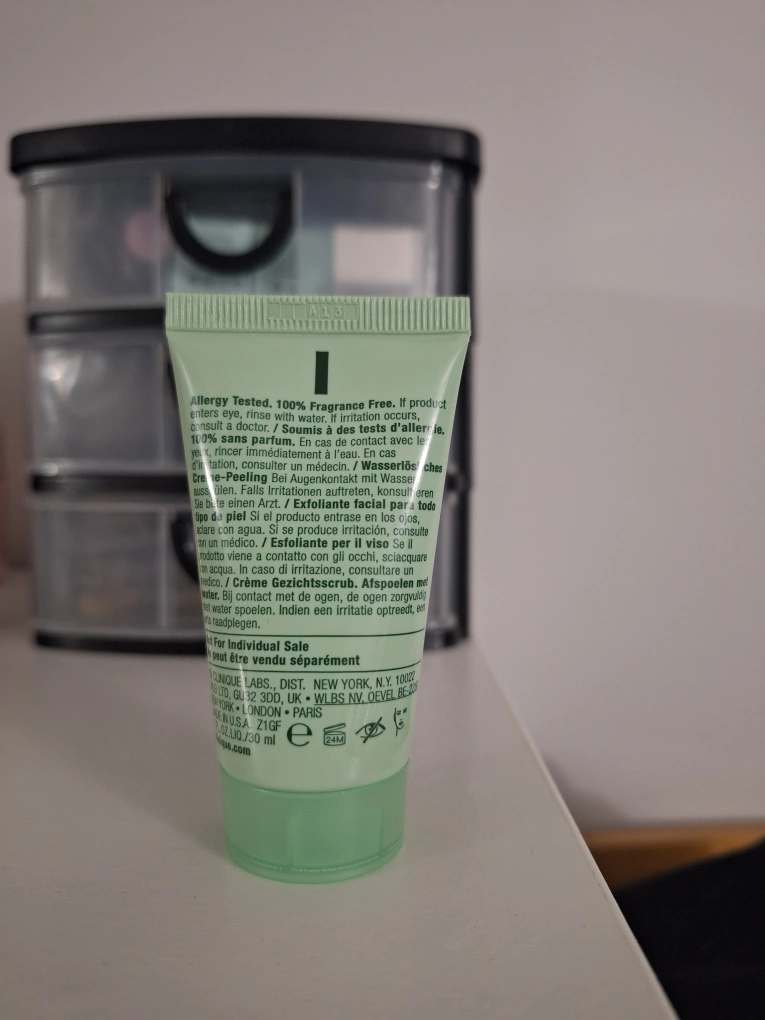 A13
Allergy Tested. 100% Fragrance Free. If product
enters eye, rinse with water. If irritation occurs,
consult a doctor. / Soumis à des tests d'allergie.
100% sans parfum. En cas de contact avec les
yeux, rincer immédiatement à l'eau. En cas
d'irritation, consulter un médecin. / Wasserlösliches
Creme-Peeling Bei Augenkontakt mit Wasser
ausspülen. Falls Irritationen auftreten, konsultieren
Sie bitte einen Arzt. / Exfoliante facial para todo
tipo de piel Si el producto entrase en los ojos,
aclare con agua. Si se produce irritación, consulte
con un médico. / Esfoliante per il viso Se il
prodotto viene a contatto con gli occhi, sciacquare
con acqua. In caso di irritazione, consultare un
medico. / Crème Gezichtsscrub. Afspoelen met
water. Bij contact met de ogen, de ogen zorgvuldig
met water spoelen. Indien een irritatie optreedt, een
raadplegen.
For Individual Sale
peut être vendu séparément
CLINIQUE LABS., DIST. NEW YORK, N.Y. 10022
LTD, GU32 3DD, UK • WLBS NV, OEVEL BE-
YORK • LONDON • PARIS
IN U.S.A. Z1GF
OZ.LIQ./30 ml e 24M